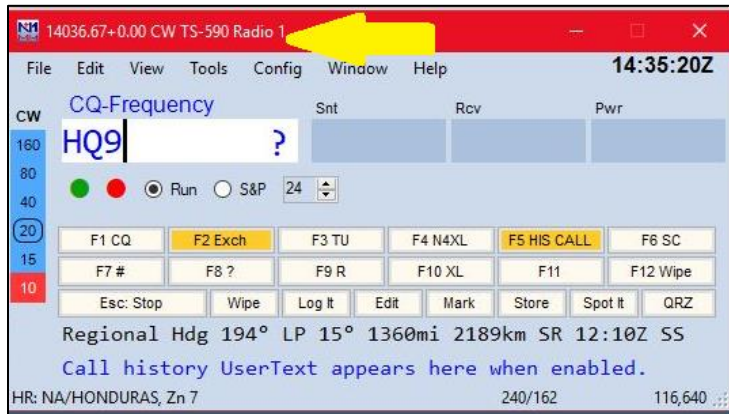 N1 14036.67+0.00 CW TS-590 Radio 1
File Edit View Tools Config Window Help 14:35:20Z
CW CQ-Frequency Snt Rcv Pwr
160 HQ9 ?
80
40 Run S&P 24
20 F1 CQ F2 Exch F3 TU F4 N4XL F5 HIS CALL F6 SC
15 F7 # F8 ? F9 R F10 XL F11 F12 Wipe
10 Esc: Stop Wipe Log It Edit Mark Store Spot It QRZ
Regional Hdg 194° LP 15° 1360mi 2189km SR 12:10Z SS
Call history UserText appears here when enabled.
HR: NA/HONDURAS, Zn 7 240/162 116,640